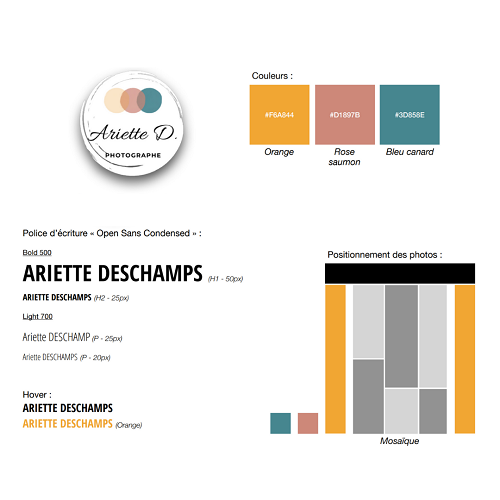 Ariette D.
PHOTOGRAPHE
Couleurs :
#F6A844
#D1897B
#3D858E
Orange
Rose
saumon
Bleu canard
Police d'écriture « Open Sans Condensed » :
Bold 500
ARIETTE DESCHAMPS (H1 - 50px)
ARIETTE DESCHAMPS (H2 - 25px)
Light 700
Ariette DESCHAMP (P - 25px)
Ariette DESCHAMPS (P - 20px)
Hover :
ARIETTE DESCHAMPS
ARIETTE DESCHAMPS (Orange)
Positionnement des photos :
Mosaïque